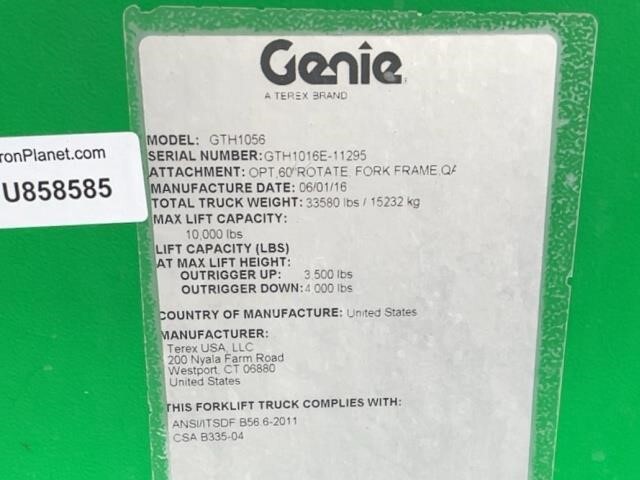 Genie
A TEREX BRAND
ronPlanet.com
U858585
MODEL: GTH1056
SERIAL NUMBER:GTH1016E-11295
ATTACHMENT: OPT,60°ROTATE, FORK FRAME,QA
MANUFACTURE DATE: 06/01/16
TOTAL TRUCK WEIGHT: 33580 lbs / 15232 kg
MAX LIFT CAPACITY:
10,000 lbs
LIFT CAPACITY (LBS)
AT MAX LIFT HEIGHT:
OUTRIGGER UP: 3,500 lbs
OUTRIGGER DOWN:4,000 lbs
COUNTRY OF MANUFACTURE: United States
MANUFACTURER:
Terex USA, LLC
200 Nyala Farm Road
Westport, CT 06880
United States
THIS FORKLIFT TRUCK COMPLIES WITH:
ANSI/ITSDF B56.6-2011
CSA B335-04